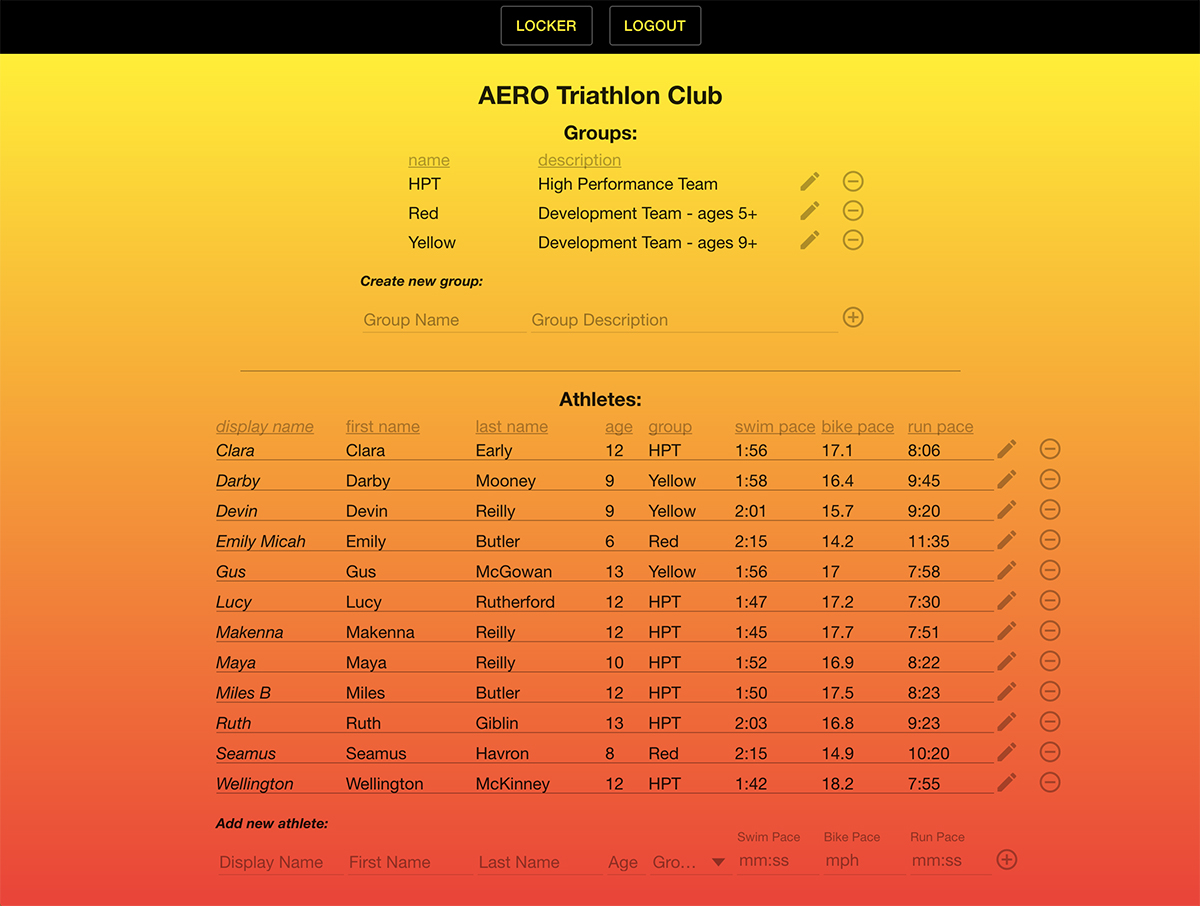 LOCKER LOGOUT
AERO Triathlon Club
Groups:
name description
HPT High Performance Team
Red Development Team - ages 5+
Yellow Development Team - ages 9+
Create new group:
Group Name Group Description
Athletes:
display name first name last name age group swim pace bike pace run pace
Clara Clara Early 12 HPT 1:56 17.1 8:06
Darby Darby Mooney 9 Yellow 1:58 16.4 9:45
Devin Devin Reilly 9 Yellow 2:01 15.7 9:20
Emily Micah Emily Butler 6 Red 2:15 14.2 11:35
Gus Gus McGowan 13 Yellow 1:56 17 7:58
Lucy Lucy Rutherford 12 HPT 1:47 17.2 7:30
Makenna Makenna Reilly 12 HPT 1:45 17.7 7:51
Maya Maya Reilly 10 HPT 1:52 16.9 8:22
Miles B Miles Butler 12 HPT 1:50 17.5 8:23
Ruth Ruth Giblin 13 HPT 2:03 16.8 9:23
Seamus Seamus Havron 8 Red 2:15 14.9 10:20
Wellington Wellington McKinney 12 HPT 1:42 18.2 7:55
Add new athlete:
Swim Pace Bike Pace Run Pace
Display Name First Name Last Name Age Gro... mm:ss mph mm:ss